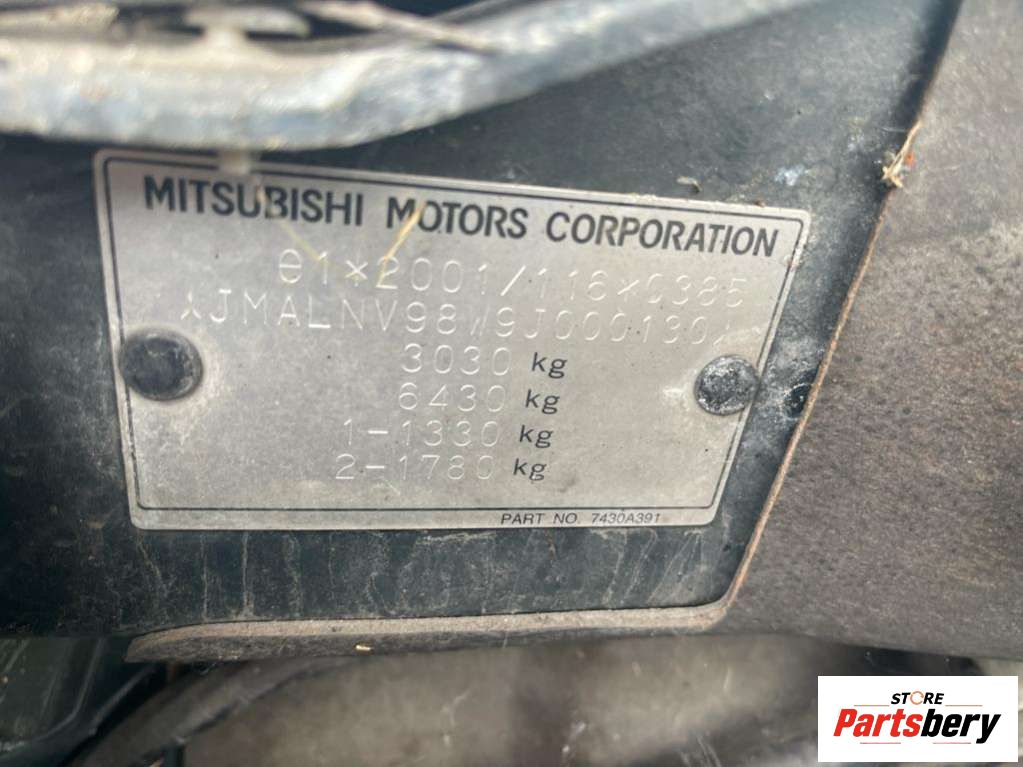 MITSUBISHI MOTORS CORPORATION
e1*2001/116*0385
*JMALNV98W9J000130*
3030 kg
6430 kg
1-1330 kg
2-1780 kg
PART NO. 7430A391
STORE
Partsbery